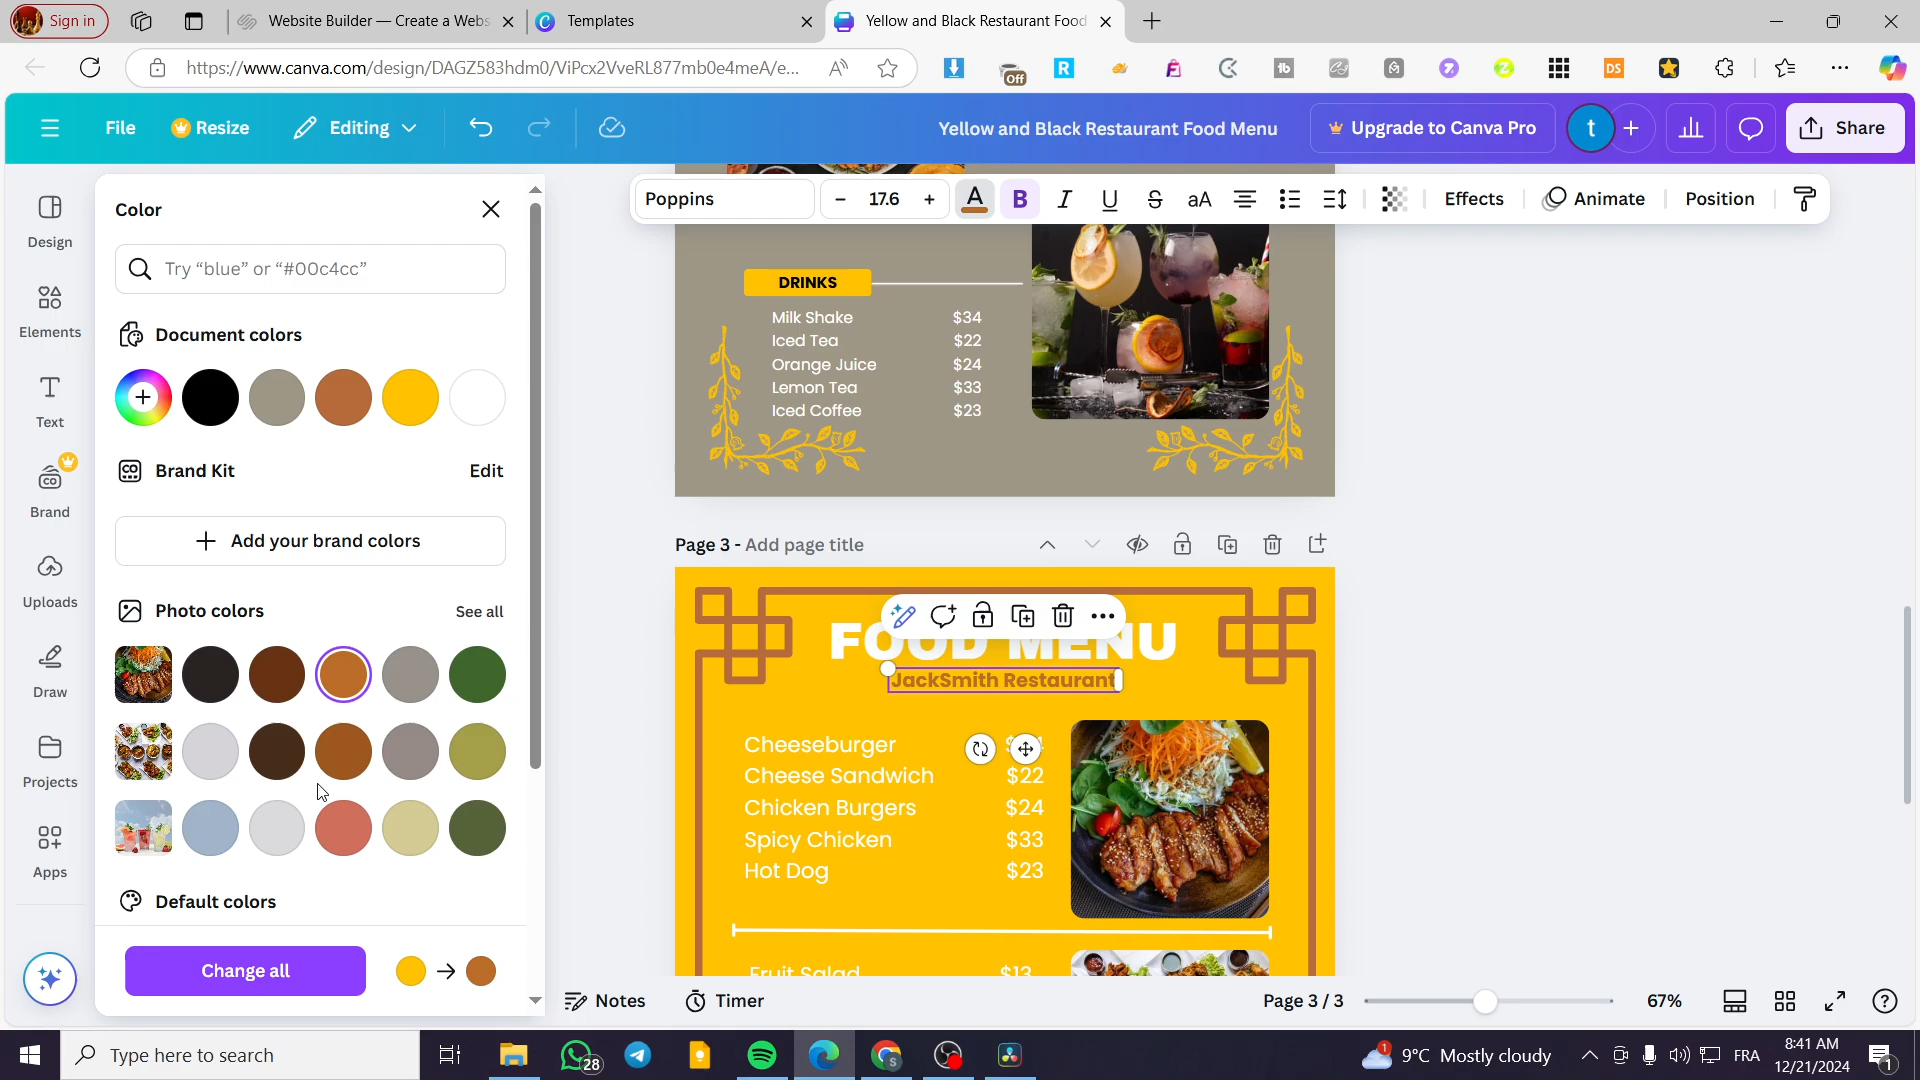 Sign in
Website Builder — Create a Webs
Templates
Yellow and Black Restaurant Food
https://www.canva.com/design/DAGZ583hdm0/ViPcx2VveRL877mb0e4meA/e...
Off
File
Resize
Editing
Yellow and Black Restaurant Food Menu
Upgrade to Canva Pro
t
Share
Design
Elements
Text
Brand
Uploads
Draw
Projects
Apps
Color
Try “blue” or “#00c4cc”
Document colors
Brand Kit
Edit
Add your brand colors
Photo colors
See all
Default colors
Change all
Poppins
– 17.6 +
A B I U S aA
Effects
Animate
Position
DRINKS
Milk Shake $34
Iced Tea $22
Orange Juice $24
Lemon Tea $33
Iced Coffee $23
Page 3 - Add page title
FOOD MENU
JackSmith Restaurant
Cheeseburger
Cheese Sandwich $22
Chicken Burgers $24
Spicy Chicken $33
Hot Dog $23
Fruit Salad $13
Notes
Timer
Page 3 / 3
67%
Type here to search
28
1
9°C Mostly cloudy
FRA
8:41 AM
12/21/2024
1